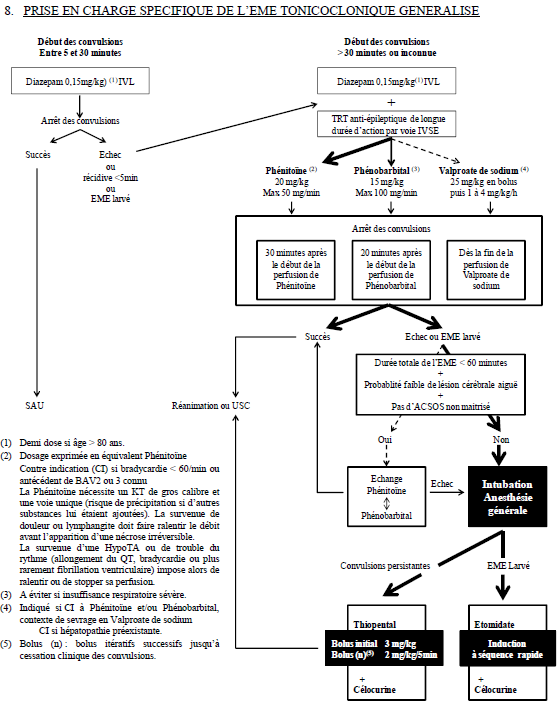 8. PRISE EN CHARGE SPECIFIQUE DE L'EME TONICOCLONIQUE GENERALISE
Début des convulsions
Entre 5 et 30 minutes
Début des convulsions
> 30 minutes ou inconnue
Diazepam 0,15mg/kg) (1) IVL
Diazepam 0,15mg/kg(1) IVL
+
Arrêt des convulsions
TRT anti-épileptique de longue
durée d'action par voie IVSE
Succès
Echec
ou
récidive <5min
ou
EME larvé
Phénitoïne (2)
20 mg/kg
Max 50 mg/min
Phénobarbital (3)
15 mg/kg
Max 100 mg/min
Valproate de sodium (4)
25 mg/kg en bolus
puis 1 à 4 mg/kg/h
Arrêt des convulsions
30 minutes après
le début de la
perfusion de
Phénitoïne
20 minutes après
le début de la
perfusion de
Phénobarbital
Dès la fin de la
perfusion de
Valproate de
sodium
Succès
Echec ou EME larvé
Durée totale de l'EME < 60 minutes
+
Probablité faible de lésion cérébrale aiguë
+
Pas d'ACSOS non maitrisé
SAU
Réanimation ou USC
Oui
Non
Echange
Phénitoïne
Phénobarbital
Echec
Intubation
Anesthésie
générale
(1) Demi dose si âge > 80 ans.
(2) Dosage exprimée en équivalent Phénitoïne
Contre indication (CI) si bradycardie < 60/min ou
antécédent de BAV2 ou 3 connu
La Phénitoïne nécessite un KT de gros calibre et
une voie unique (risque de précipitation si d'autres
substances lui étaient ajoutées). La survenue de
douleur ou lymphangite doit faire ralentir le débit
avant l'apparition d'une nécrose irréversible.
La survenue d'une HypoTA ou de trouble du
rythme (allongement du QT, bradycardie ou plus
rarement fibrillation ventriculaire) impose alors de
ralentir ou de stopper sa perfusion.
(3) A éviter si insuffisance respiratoire sévère.
(4) Indiqué si CI à Phénitoïne et/ou Phénobarbital,
contexte de sevrage en Valproate de sodium
CI si hépatopathie préexistante.
(5) Bolus (n) : bolus itératifs successifs jusqu'à
cessation clinique des convulsions.
Convulsions persistantes
EME Larvé
Thiopental
Bolus initial 3 mg/kg
Bolus (n)(5) 2 mg/kg/5min
+
Célocurine
Etomidate
Induction
à séquence rapide
+
Célocurine